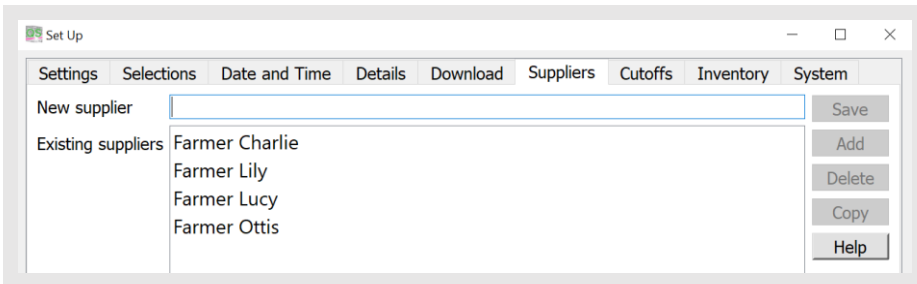 Set Up
Settings Selections Date and Time Details Download Suppliers Cutoffs Inventory System
New supplier Save
Existing suppliers Farmer Charlie Add
Farmer Lily Delete
Farmer Lucy Copy
Farmer Ottis
Help